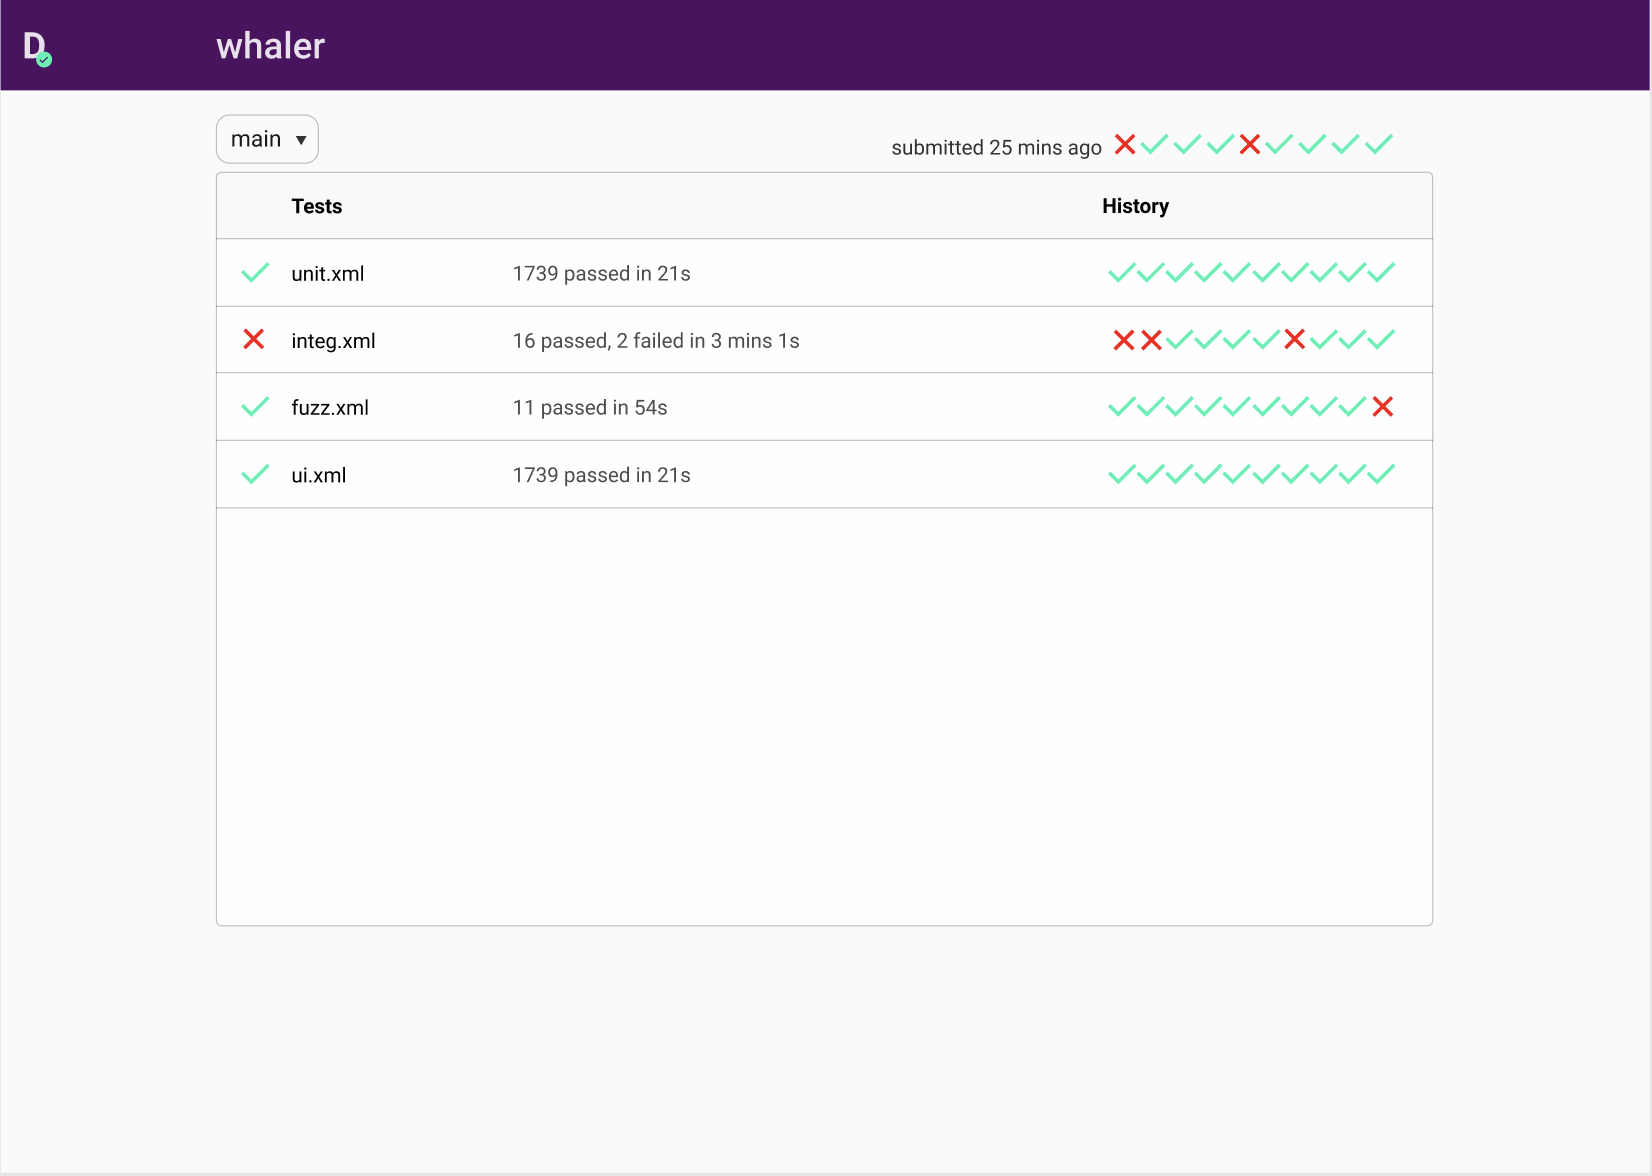 D
whaler
main ▼
submitted 25 mins ago
Tests History
unit.xml 1739 passed in 21s
integ.xml 16 passed, 2 failed in 3 mins 1s
fuzz.xml 11 passed in 54s
ui.xml 1739 passed in 21s